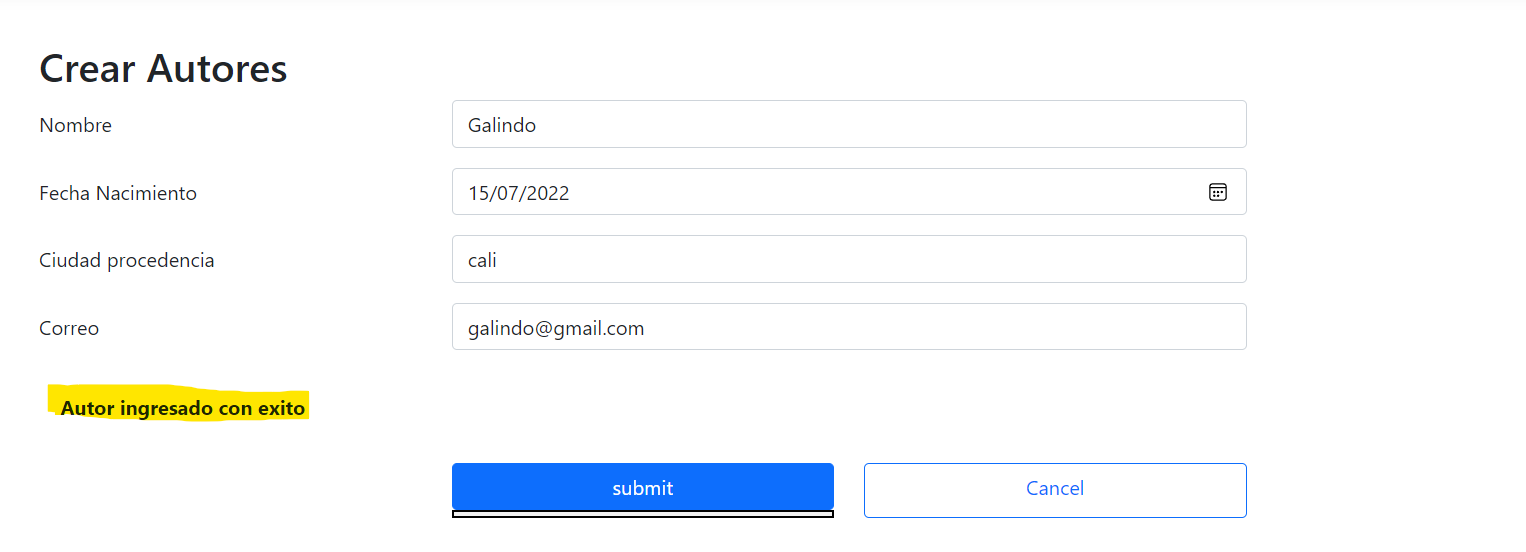 Crear Autores
Nombre
Galindo
Fecha Nacimiento
15/07/2022
Ciudad procedencia
cali
Correo
galindo@gmail.com
Autor ingresado con exito
submit
Cancel